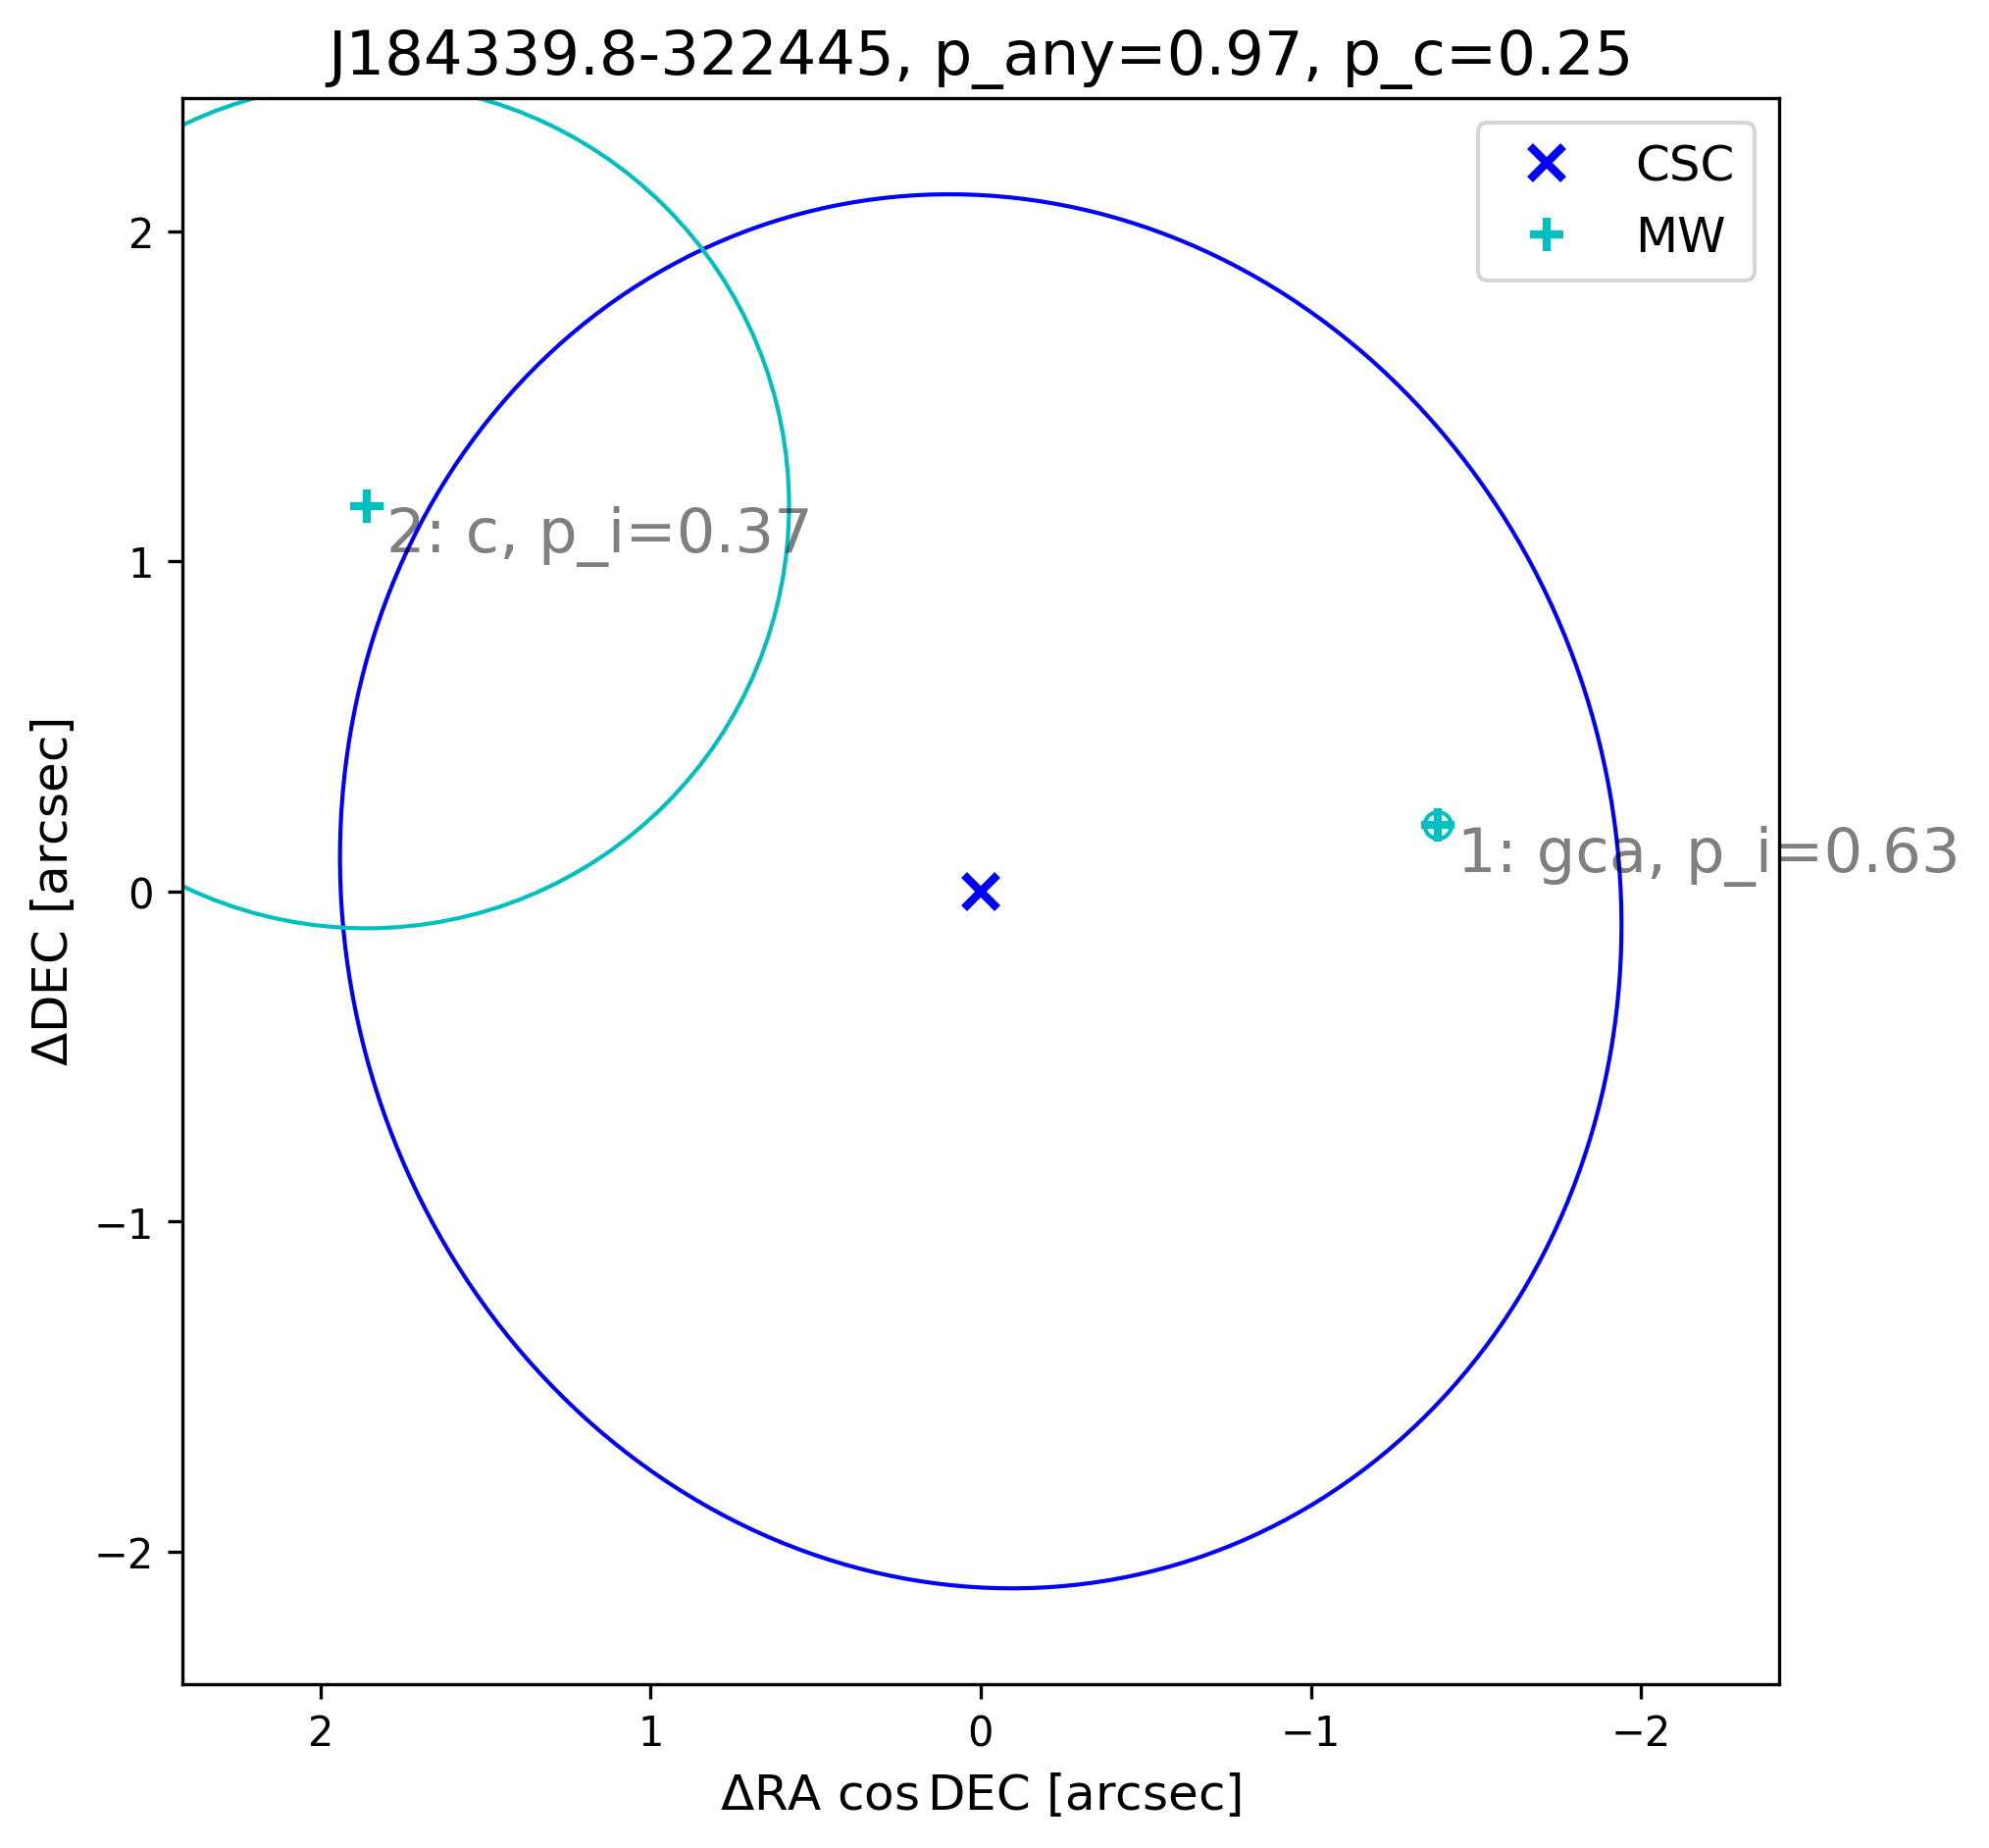 J184339.8-322445, p_any=0.97, p_c=0.25
CSC
MW
2: c, p_i=0.37
1: gca, p_i=0.63
2
1
0
−1
−2
ΔDEC [arcsec]
2
1
0
−1
−2
ΔRA cos DEC [arcsec]